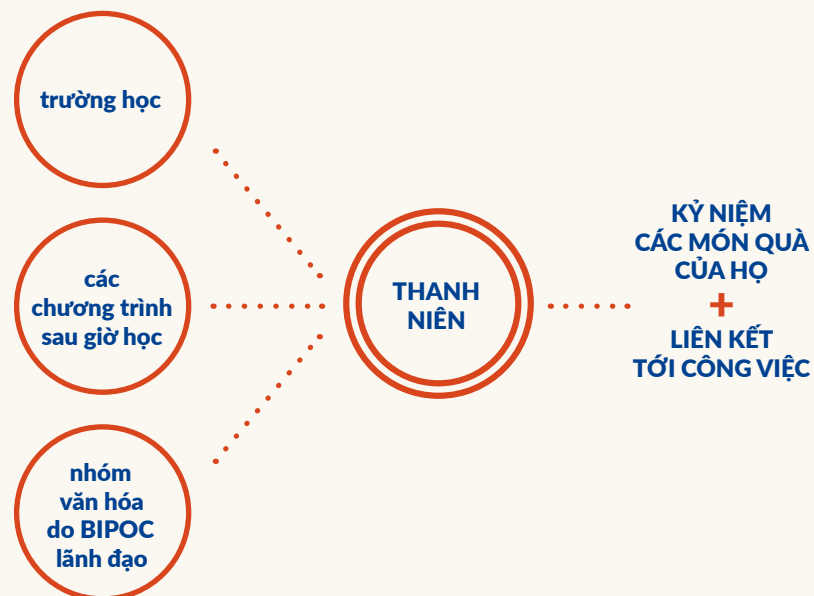 trường học
các
chương trình
sau giờ học
nhóm
văn hóa
do BIPOC
lãnh đạo
THANH
NIÊN
KỶ NIỆM
CÁC MÓN QUÀ
CỦA HỌ
+
LIÊN KẾT
TỚI CÔNG VIỆC